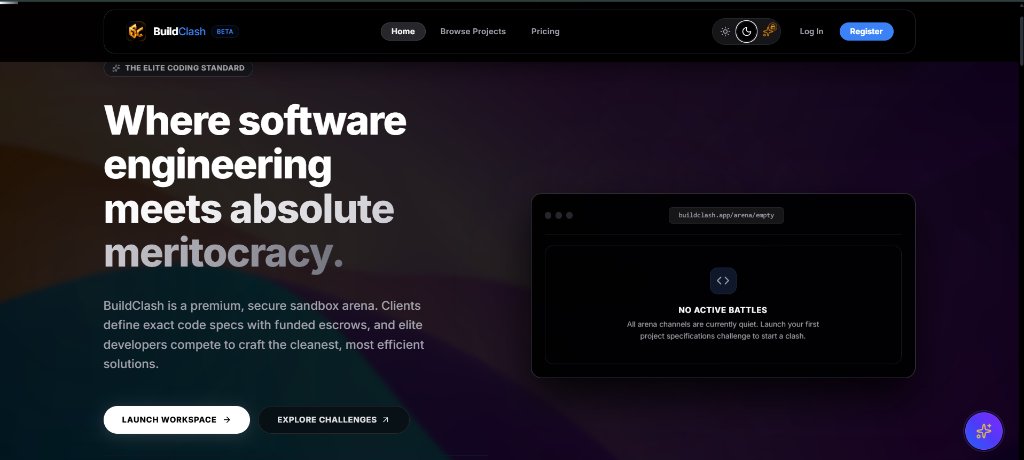 BuildClash BETA
Home
Browse Projects
Pricing
Log In
Register
THE ELITE CODING STANDARD
Where software
engineering
meets absolute
meritocracy.
BuildClash is a premium, secure sandbox arena. Clients
define exact code specs with funded escrows, and elite
developers compete to craft the cleanest, most efficient
solutions.
LAUNCH WORKSPACE →
EXPLORE CHALLENGES ↗
buildclash.app/arena/empty
NO ACTIVE BATTLES
All arena channels are currently quiet. Launch your first
project specifications challenge to start a clash.